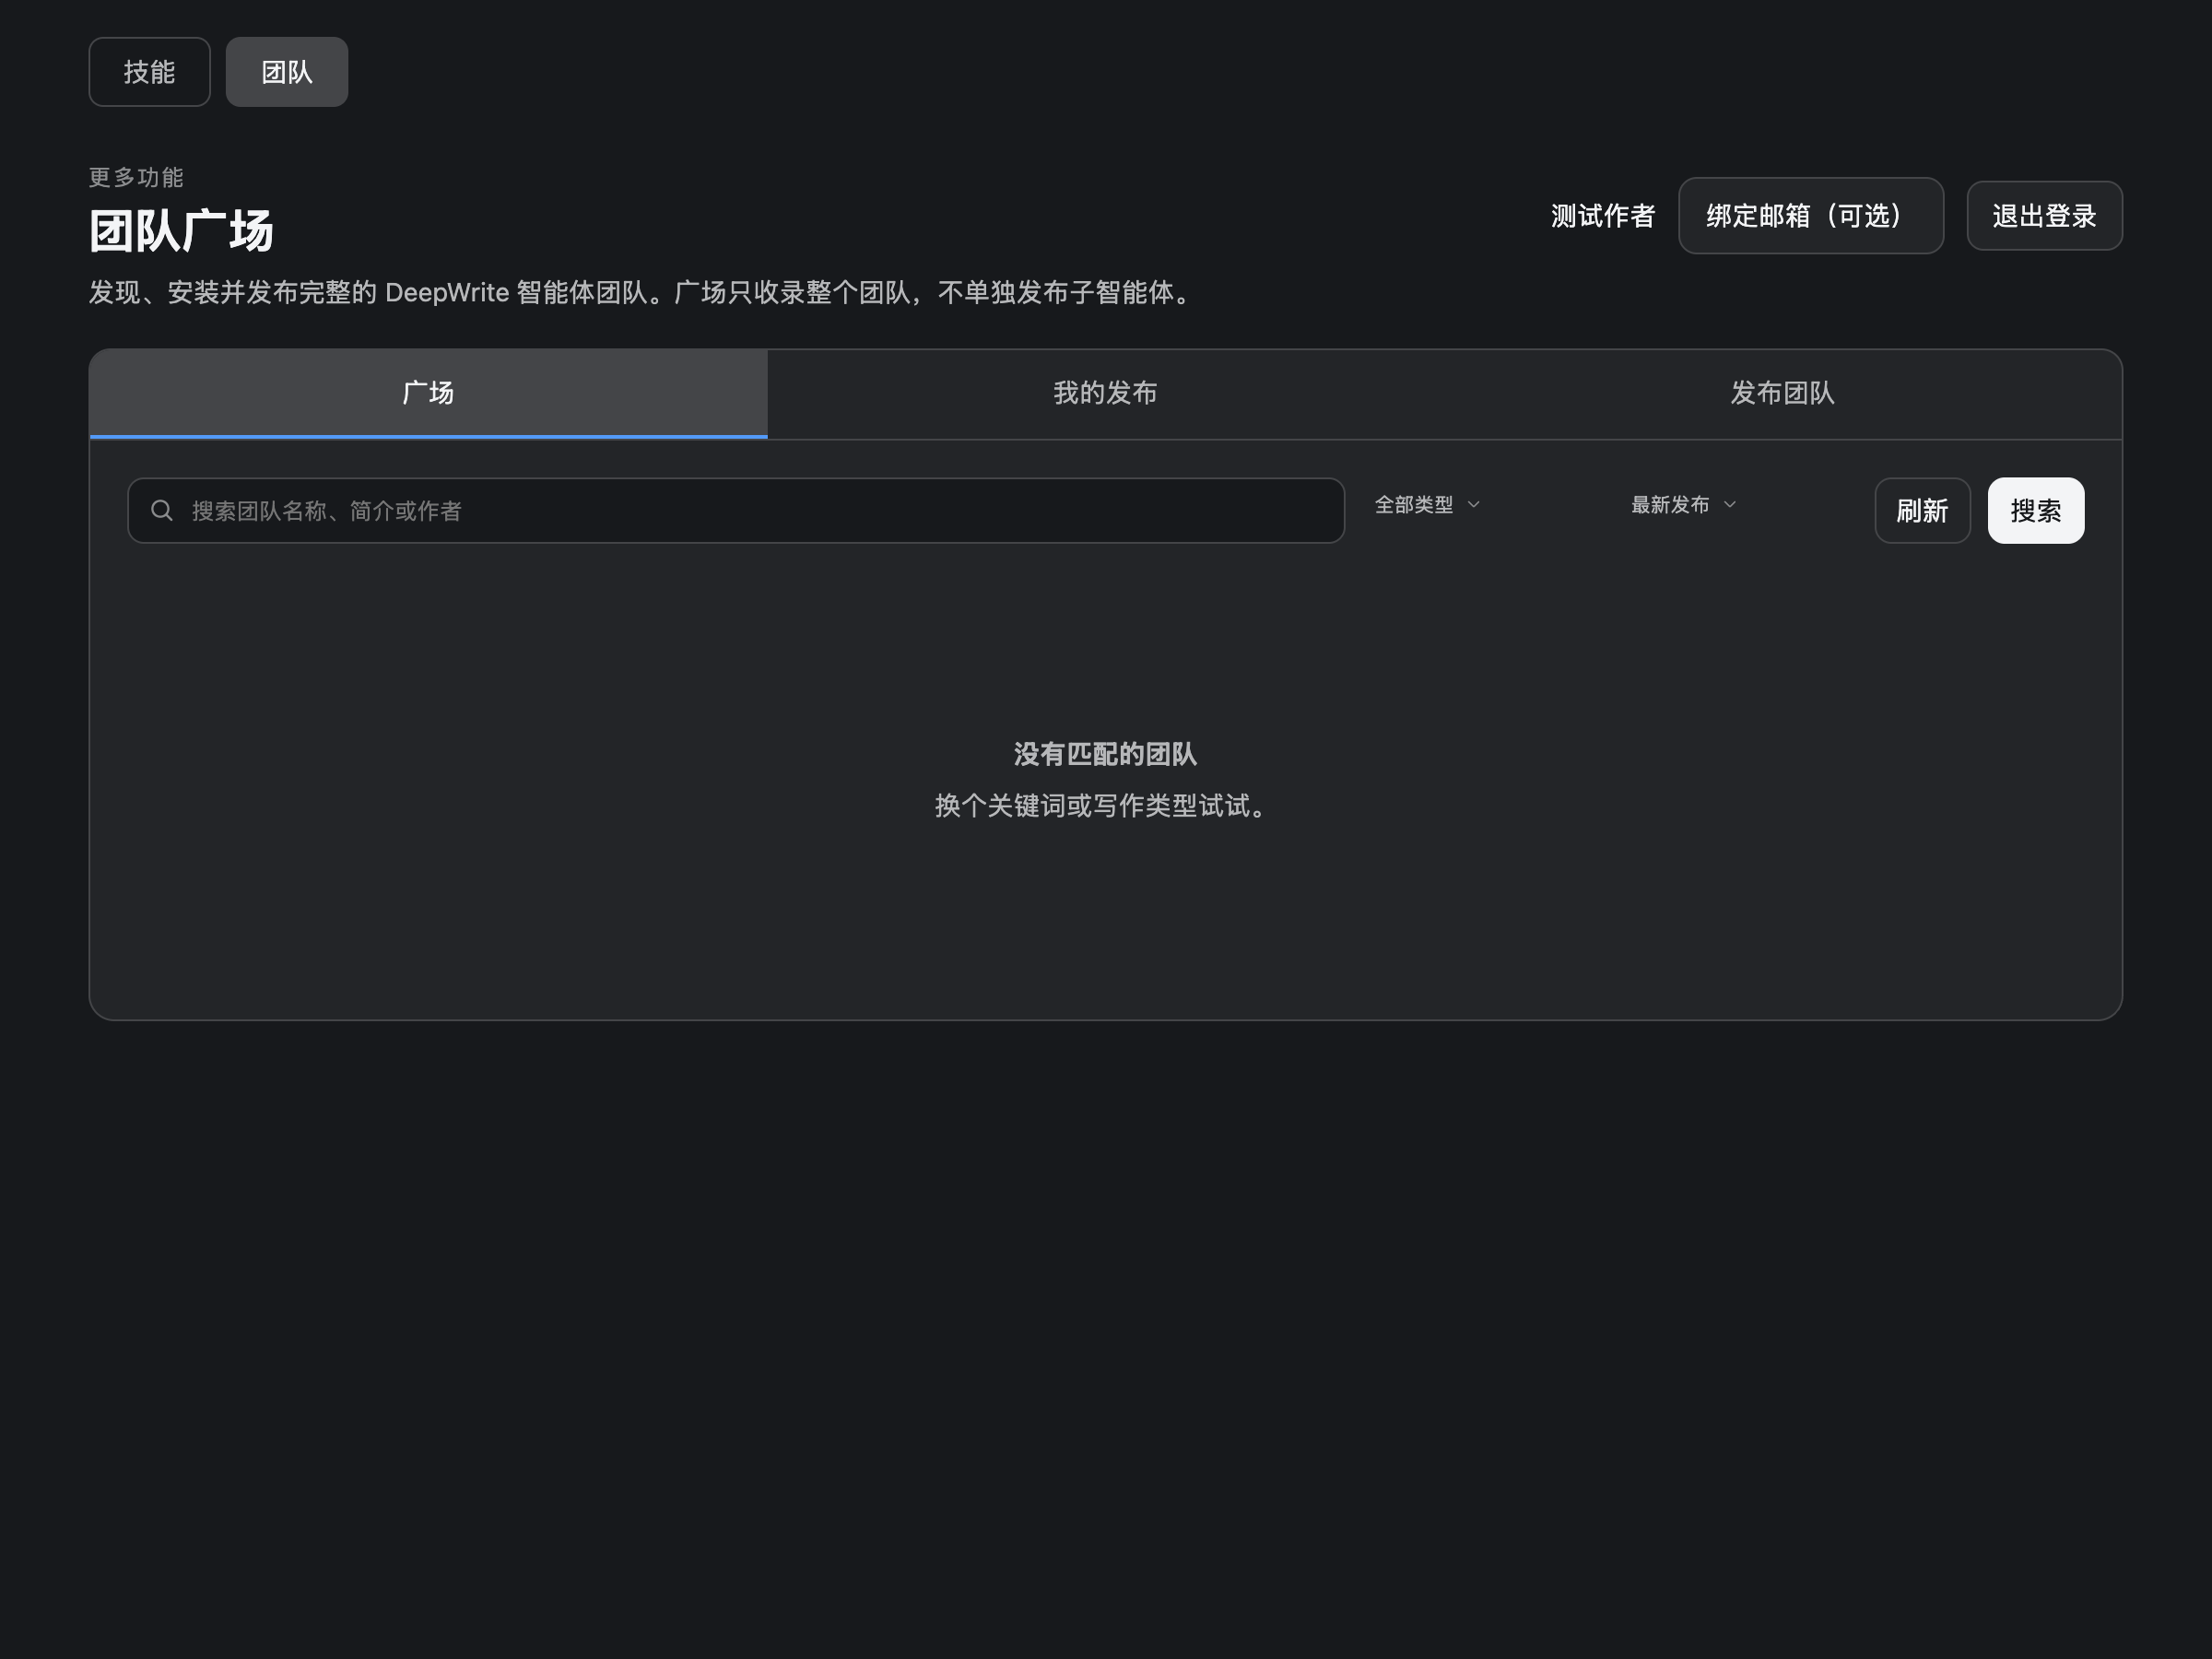 技能 团队
更多功能
团队广场
测试作者 绑定邮箱（可选） 退出登录
发现、安装并发布完整的 DeepWrite 智能体团队。广场只收录整个团队，不单独发布子智能体。
广场 我的发布 发布团队
搜索团队名称、简介或作者 全部类型 最新发布 刷新 搜索
没有匹配的团队
换个关键词或写作类型试试。